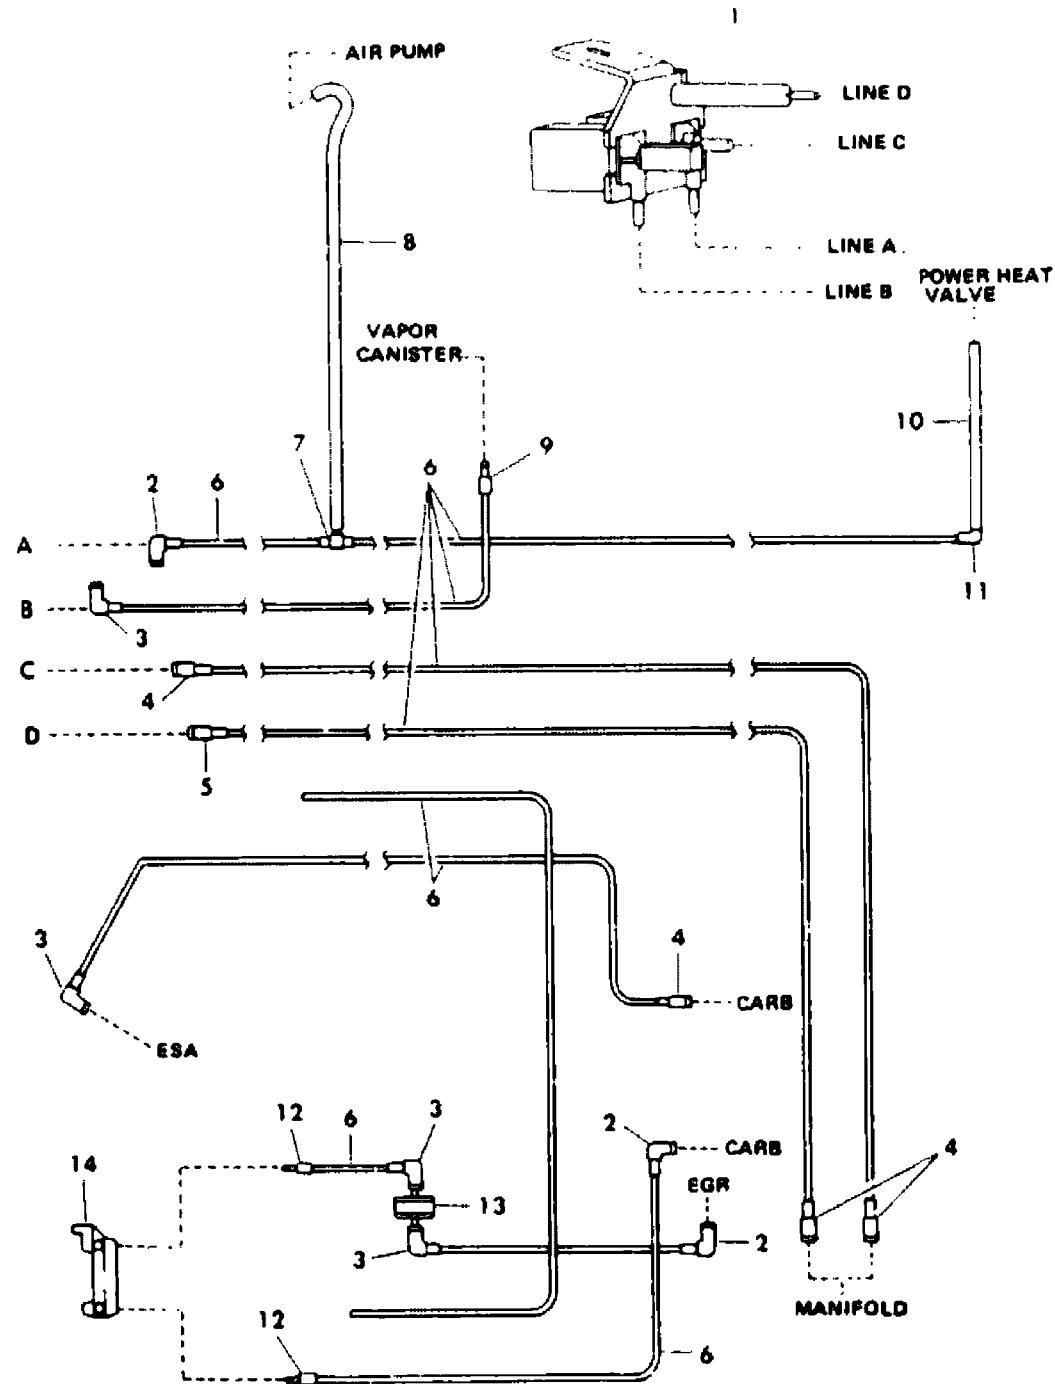 1
AIR PUMP
LINE D
LINE C
8
LINE A
POWER HEAT
VALVE
LINE B
VAPOR
CANISTER
10
7
9
6
2
6
A
11
B
3
C
4
D
5
6
3
4
CARB
ESA
12
6
3
2
CARB
4
14
EGR
13
3
2
MANIFOLD
12
6